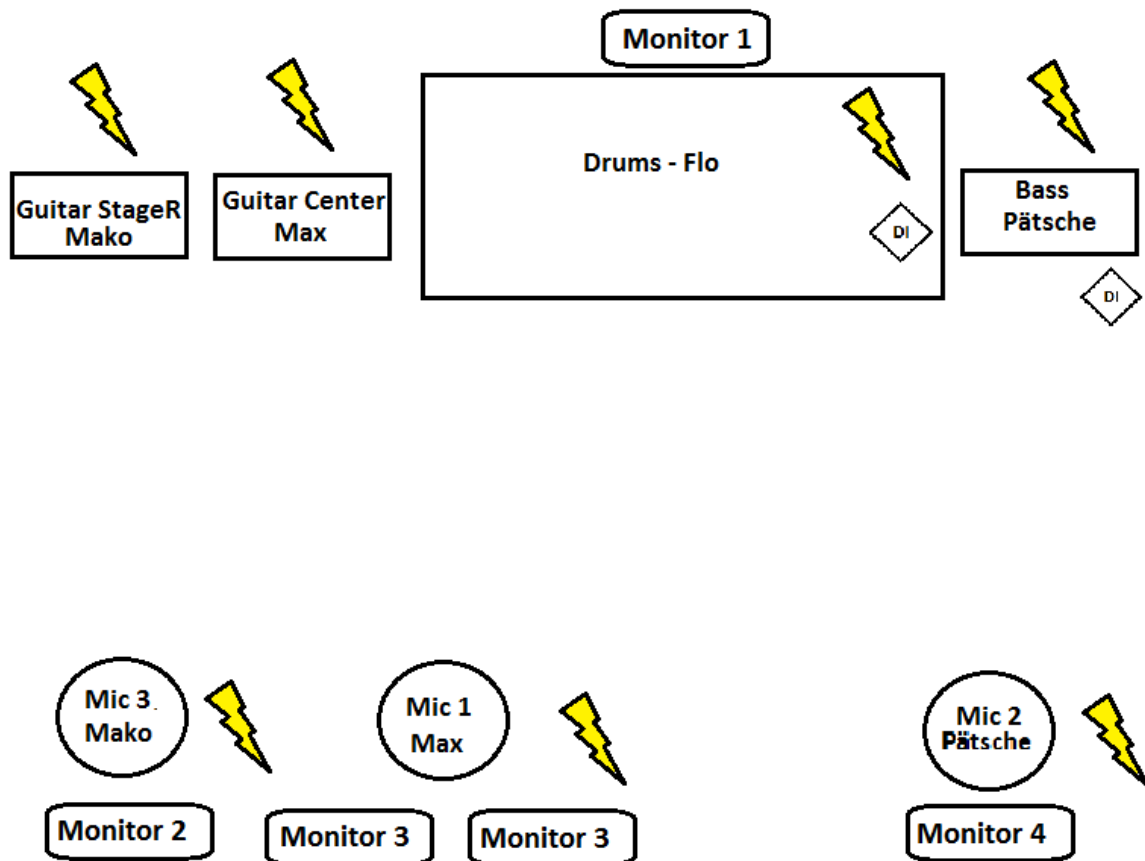 Monitor 1
Guitar StageR
Mako
Guitar Center
Max
Drums - Flo
DI
Bass
Pätsche
DI
Mic 3.
Mako
Mic 1
Max
Mic 2
Pätsche
Monitor 2
Monitor 3
Monitor 3
Monitor 4